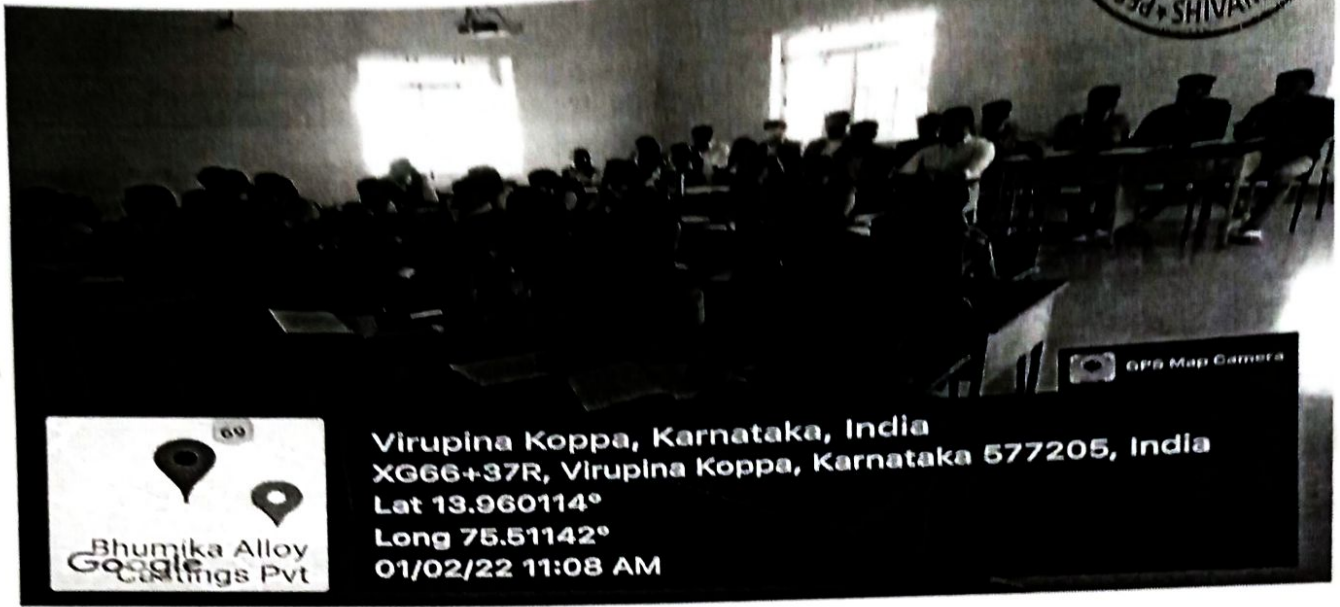 SHIVAM
GPS Map Camera
69
Bhumika Alloy
Google
Castings Pvt
Virupina Koppa, Karnataka, India
XG66+37R, Virupina Koppa, Karnataka 577205, India
Lat 13.960114°
Long 75.51142°
01/02/22 11:08 AM